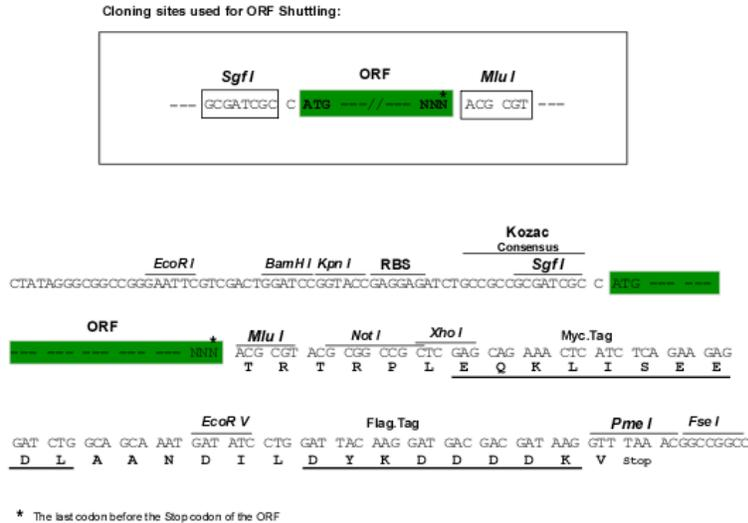 Cloning sites used for ORF Shuttling:
Sgf I ORF Mlu I
*
--- GCGATCGC C ATG ---//--- NNN ACG CGT ---
Kozac
Consensus
EcoR I BamH I Kpn I RBS Sgf I
CTATAGGGCGGCCGGGAATTCGTCGACTGGATCCGGTACCGAGGAGATCTGCCGCCGCGATCGC C ATG --- ---
ORF Mlu I Not I Xho I Myc.Tag
*
--- --- --- --- --- --- NNN ACG CGT ACG CGG CCG CTC GAG CAG AAA CTC ATC TCA GAA GAG
T R T R P L E Q K L I S E E
EcoR V Flag.Tag Pme I Fse I
GAT CTG GCA GCA AAT GAT ATC CTG GAT TAC AAG GAT GAC GAC GAT AAG GTT TAA ACGGCCGGCC
D L A A N D I L D Y K D D D D K V Stop
* The last codon before the Stop codon of the ORF